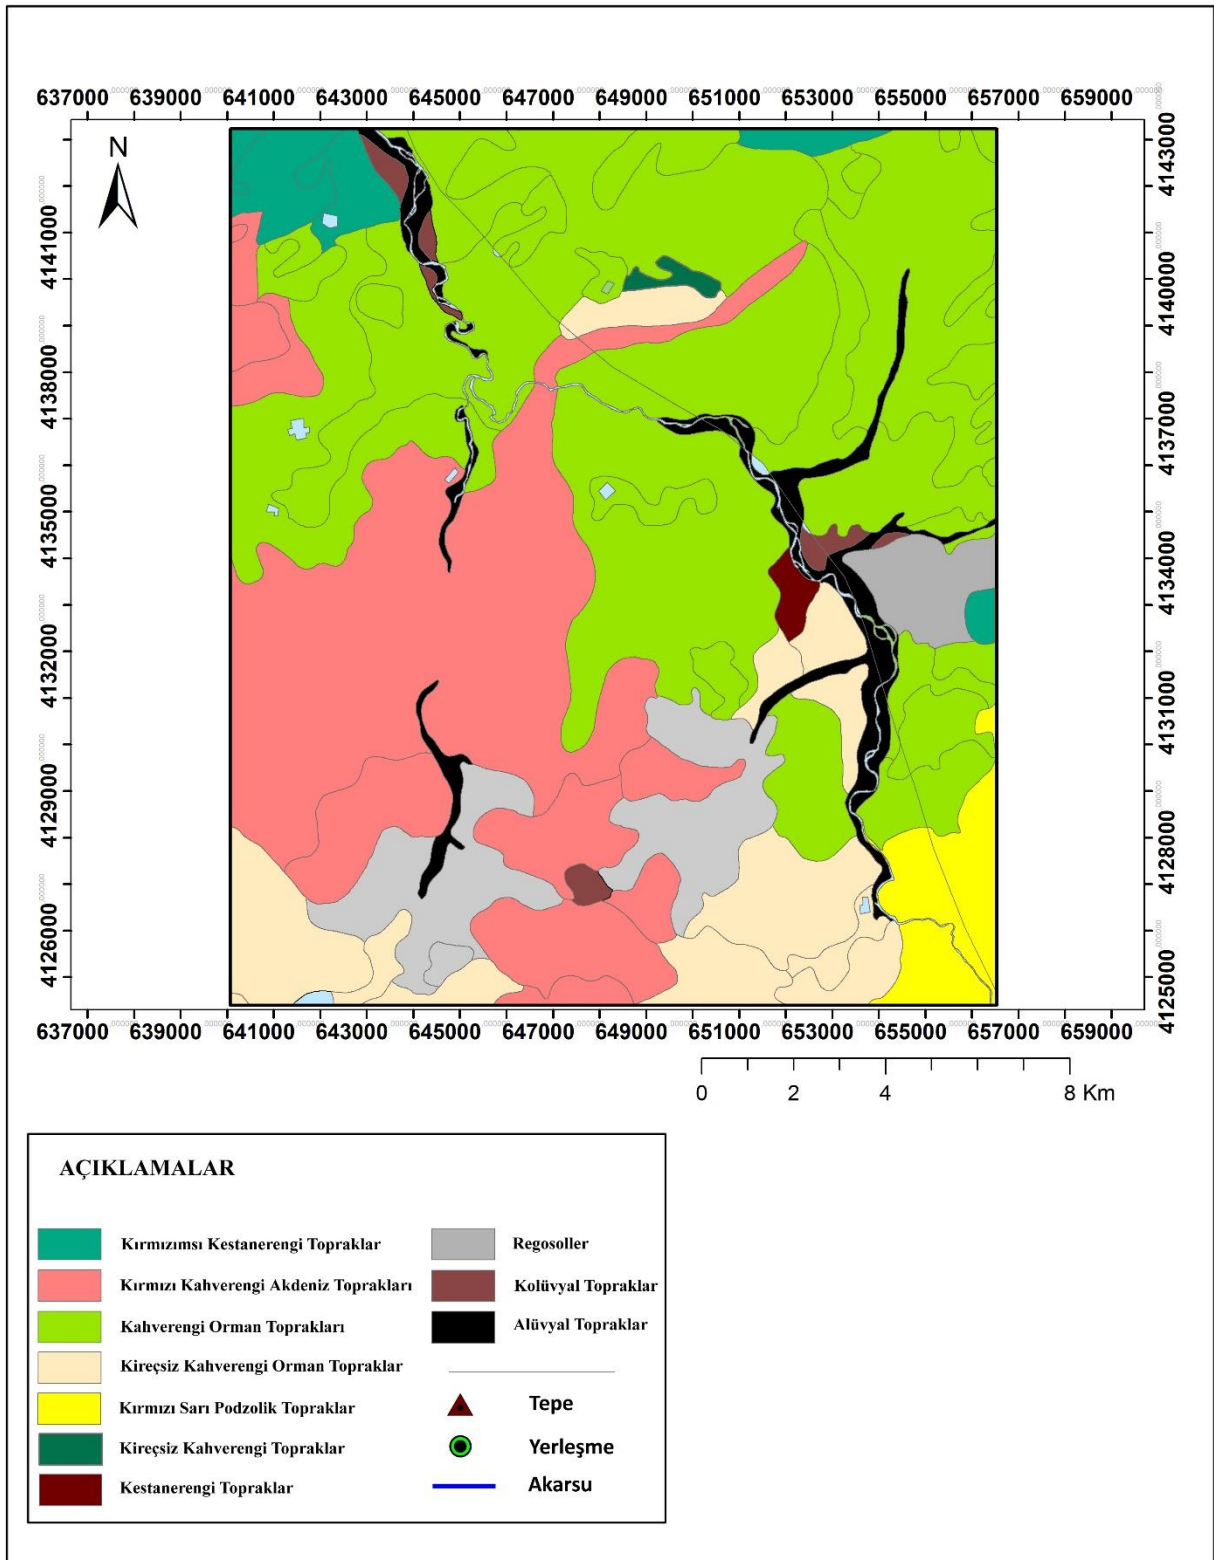 637000 639000 641000 643000 645000 647000 649000 651000 653000 655000 657000 659000
N
4141000
4138000
4135000
4132000
4129000
4126000
4143000
4140000
4137000
4134000
4131000
4128000
4125000
637000 639000 641000 643000 645000 647000 649000 651000 653000 655000 657000 659000
0 2 4 8 Km
AÇIKLAMALAR
Kırmızımsı Kestanerengi Topraklar
Kırmızı Kahverengi Akdeniz Toprakları
Kahverengi Orman Toprakları
Kireçsiz Kahverengi Orman Topraklar
Kırmızı Sarı Podzolik Topraklar
Kireçsiz Kahverengi Topraklar
Kestanerengi Topraklar
Regosoller
Kolüvyal Topraklar
Alüvyal Topraklar
Tepe
Yerleşme
Akarsu